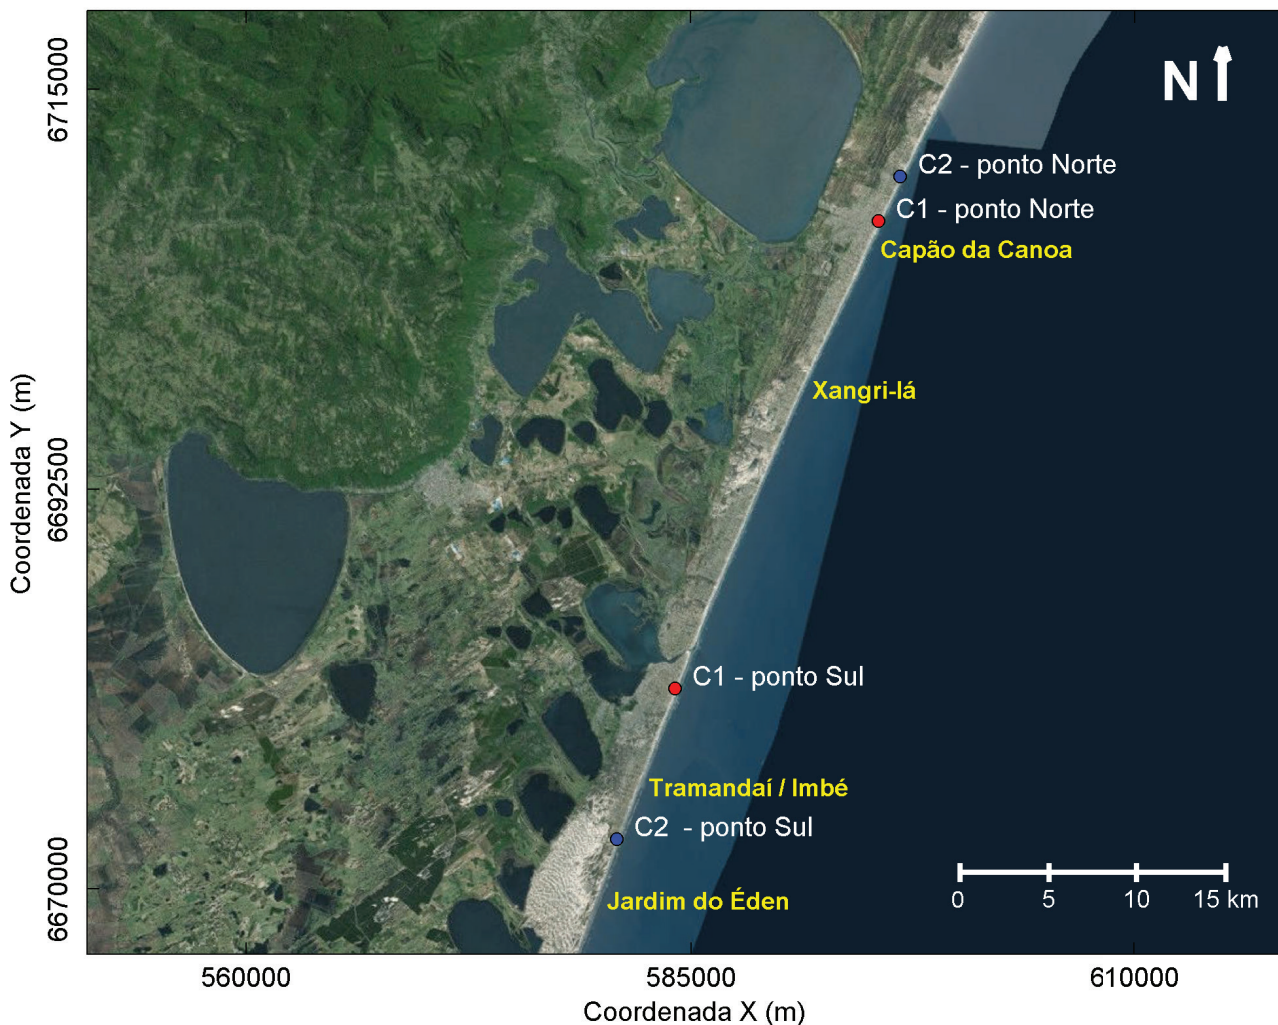 N
6715000
C2 - ponto Norte
C1 - ponto Norte
Capão da Canoa
Xangri-lá
Coordenada Y (m)
6692500
C1 - ponto Sul
Tramandaí / Imbé
C2 - ponto Sul
6670000
Jardim do Éden
0 5 10 15 km
560000 585000 610000
Coordenada X (m)